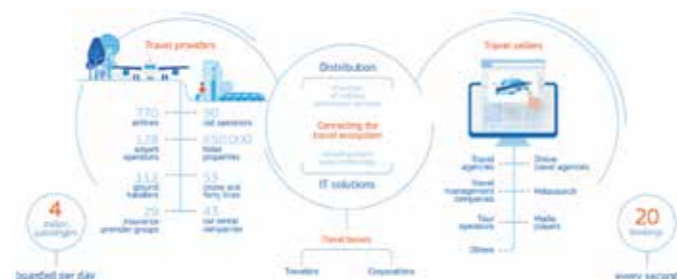 Travel providers
770
airlines
90
rail operators
128
airport
operators
650,000
hotel
properties
112
ground
handlers
53
cruise and
ferry lines
29
insurance
provider groups
43
car rental
companies
4
million
passengers
boarded per day
Distribution
Connecting the
travel ecosystem
IT solutions
Travel buyers
Travelers
Corporations
Travel sellers
Travel
agencies
Online
travel agencies
Travel
management
companies
Metasearch
Tour
operators
Media
players
Others
20
bookings
every second